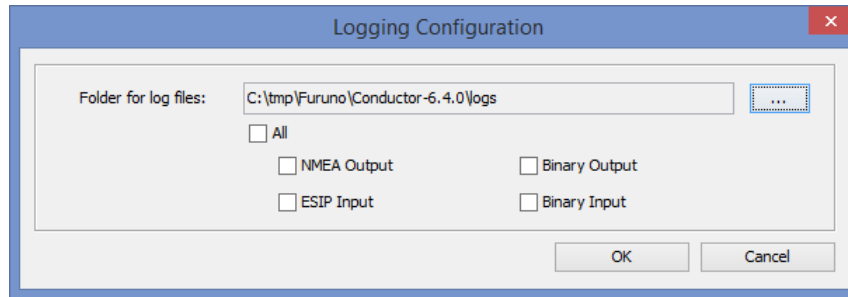 Logging Configuration
Folder for log files: C:\tmp\Furuno\Conductor-6.4.0\logs ...
All
NMEA Output Binary Output
ESIP Input Binary Input
OK Cancel